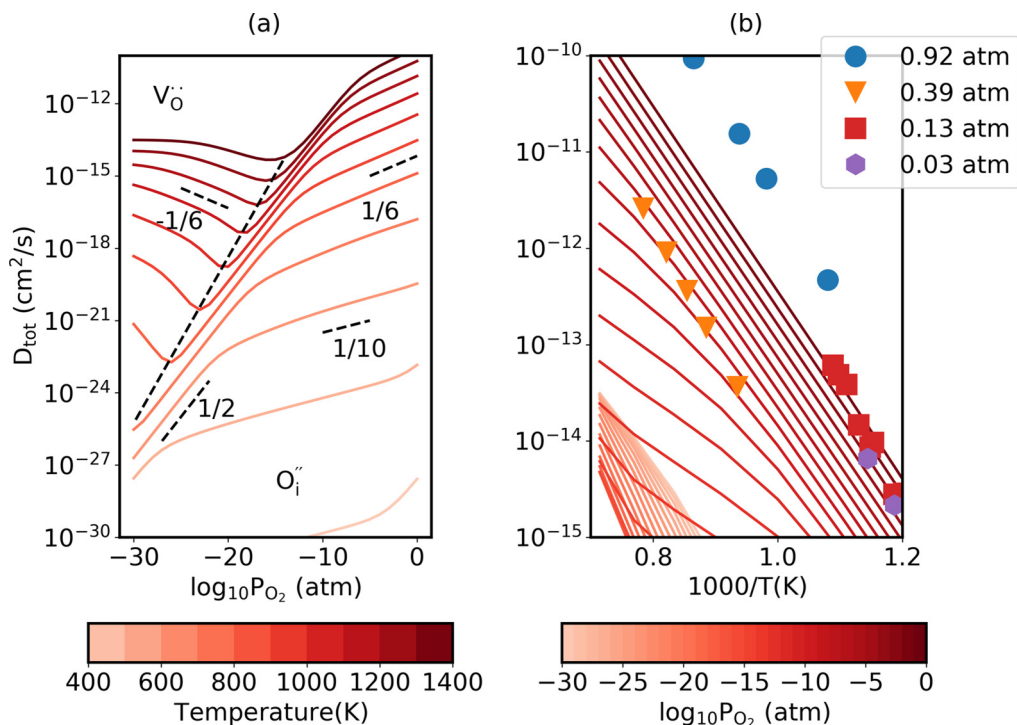 (a)
D_tot (cm²/s)
10⁻¹²
10⁻¹⁵
10⁻¹⁸
10⁻²¹
10⁻²⁴
10⁻²⁷
10⁻³⁰
V_O^··
-1/6
1/6
1/10
1/2
O_i^″
−30 −20 −10 0
log₁₀P_O₂ (atm)
400 600 800 1000 1200 1400
Temperature(K)
(b)
10⁻¹⁰
10⁻¹¹
10⁻¹²
10⁻¹³
10⁻¹⁴
10⁻¹⁵
0.92 atm
0.39 atm
0.13 atm
0.03 atm
0.8 1.0 1.2
1000/T(K)
−30 −25 −20 −15 −10 −5 0
log₁₀P_O₂ (atm)